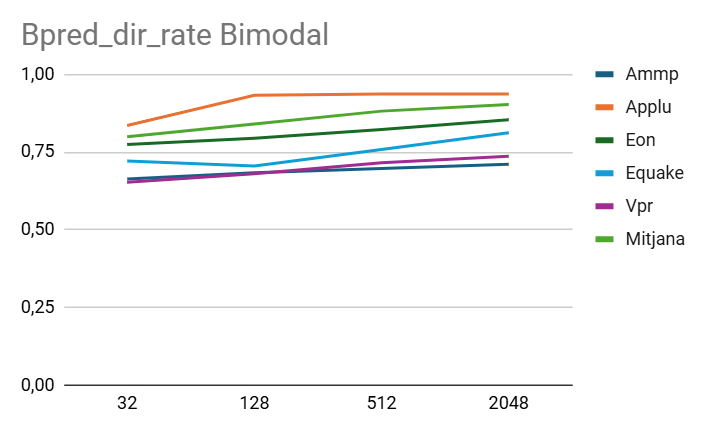 Bpred_dir_rate Bimodal
1,00
0,75
0,50
0,25
0,00
32 128 512 2048
Ammp
Applu
Eon
Equake
Vpr
Mitjana